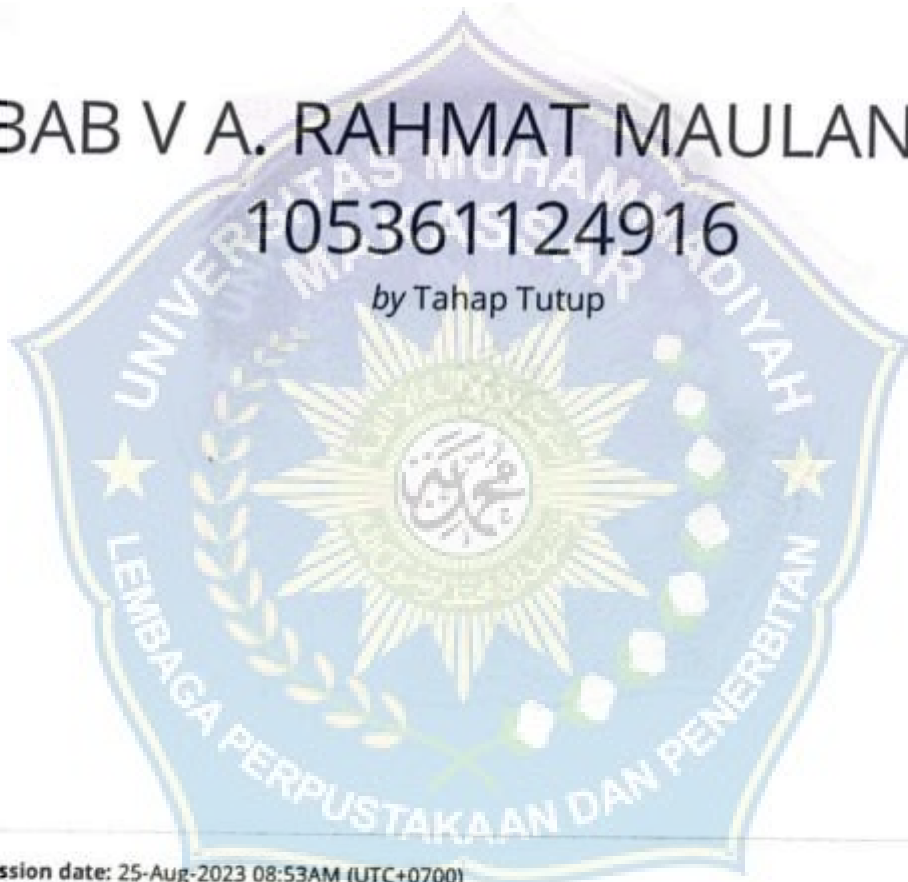 BAB V A. RAHMAT MAULAN
105361124916
by Tahap Tutup
UNIVERSITAS MUHAMMADIYAH
MAKASSAR
LEMBAGA PERPUSTAKAAN DAN PENERBITAN
ssion date: 25-Aug-2023 08:53AM (UTC+0700)